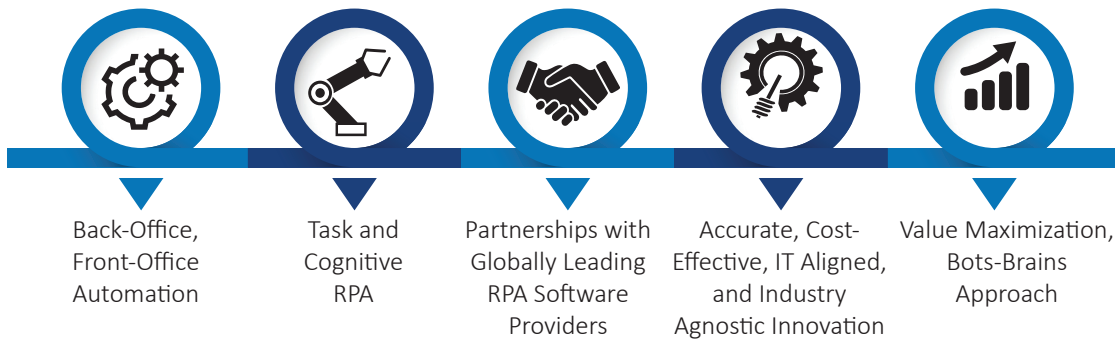 Back-Office,
Front-Office
Automation
Task and
Cognitive
RPA
Partnerships with
Globally Leading
RPA Software
Providers
Accurate, Cost-
Effective, IT Aligned,
and Industry
Agnostic Innovation
Value Maximization,
Bots-Brains
Approach